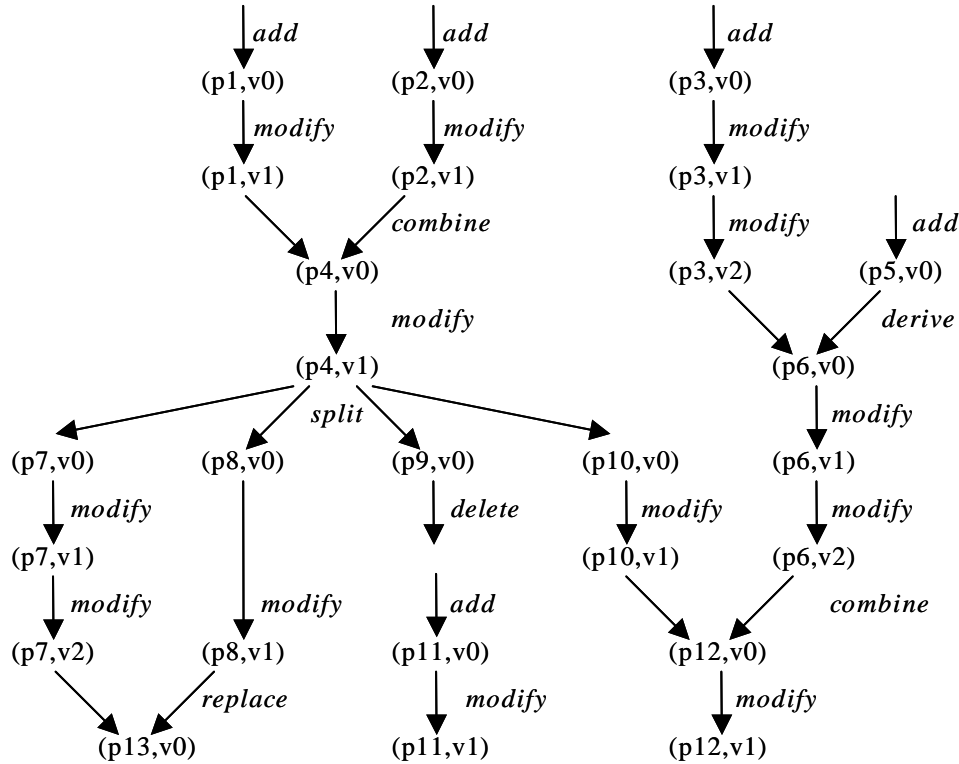 add add add
(p1,v0) (p2,v0) (p3,v0)
modify modify modify
(p1,v1) (p2,v1) (p3,v1)
combine modify add
(p4,v0) (p3,v2) (p5,v0)
modify derive
(p4,v1) (p6,v0)
split modify
(p7,v0) (p8,v0) (p9,v0) (p10,v0) (p6,v1)
modify delete modify modify
(p7,v1) (p10,v1) (p6,v2)
modify modify add combine
(p7,v2) (p8,v1) (p11,v0) (p12,v0)
replace modify modify
(p13,v0) (p11,v1) (p12,v1)